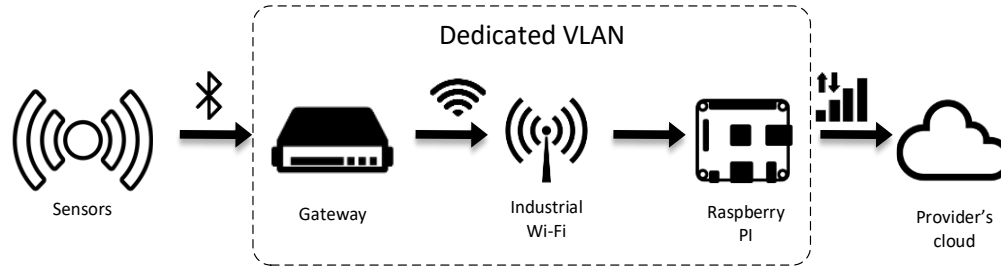 Dedicated VLAN
Sensors
Gateway
Industrial
Wi-Fi
Raspberry
PI
Provider's
cloud